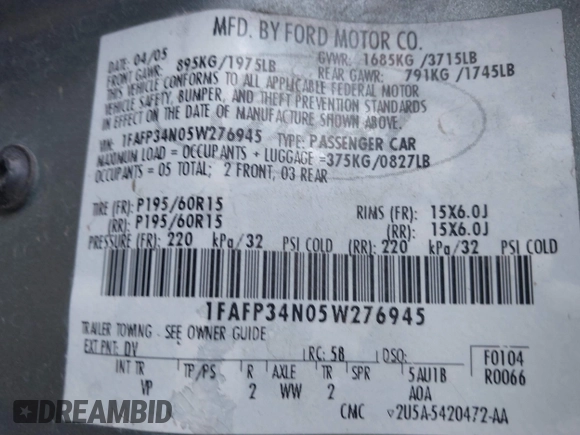 MFD. BY FORD MOTOR CO.
DATE: 04/05 GVWR: 1685KG /3715LB
FRONT GAWR: 895KG/1975LB REAR GAWR: 791KG /1745LB
THIS VEHICLE CONFORMS TO ALL APPLICABLE FEDERAL MOTOR
VEHICLE SAFETY, BUMPER, AND THEFT PREVENTION STANDARDS
IN EFFECT ON THE DATE OF MANUFACTURE SHOWN ABOVE.
VIN: 1FAFP34N05W276945 TYPE: PASSENGER CAR
MAXIMUM LOAD = OCCUPANTS + LUGGAGE =375KG/0827LB
OCCUPANTS = 05 TOTAL; 2 FRONT, 03 REAR
TIRE (FR): P195/60R15 RIMS (FR): 15X6.0J
(RR): P195/60R15 (RR): 15X6.0J
PRESSURE (FR): 220 kPa/32 PSI COLD (RR): 220 kPa/32 PSI COLD
1FAFP34N05W276945
TRAILER TOWING - SEE OWNER GUIDE
EXT PNT: DV RC: 58 DSO: F0104
INT TR TP/PS R AXLE TR SPR 5AU1B R0066
VP 2 WW 2 A0A
CMC v2U5A-5420472-AA
DREAMBID